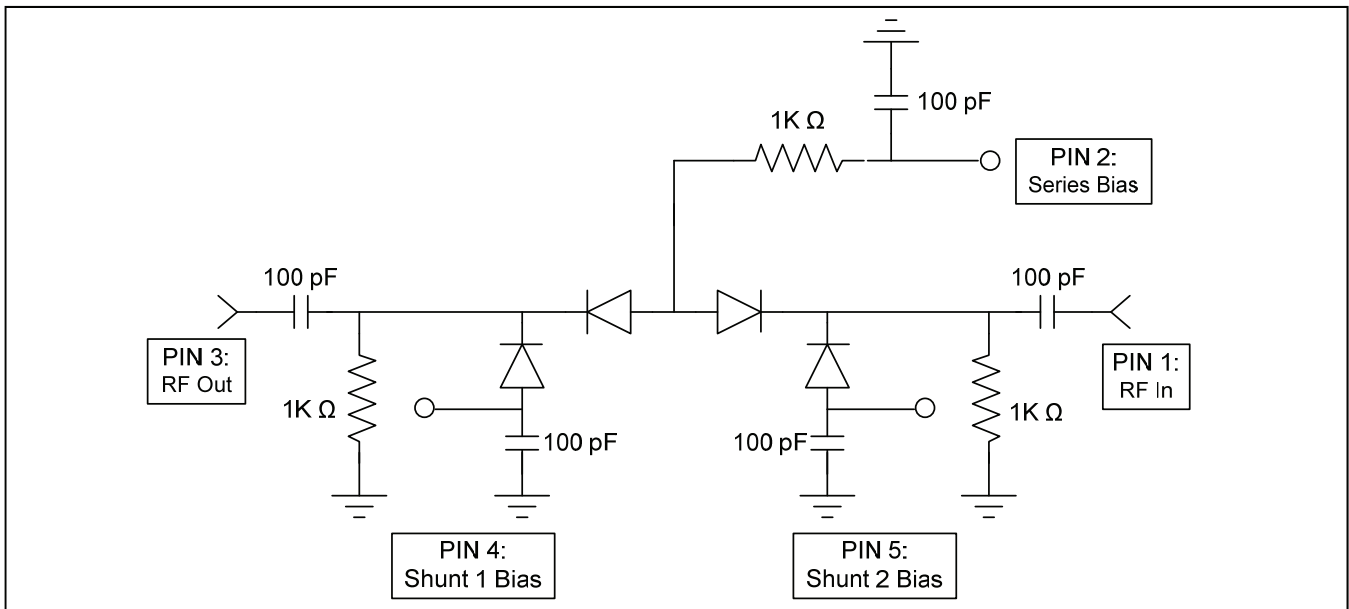 100 pF
1K Ω
PIN 2:
Series Bias
100 pF
100 pF
PIN 3:
RF Out
PIN 1:
RF In
1K Ω
1K Ω
100 pF
100 pF
PIN 4:
Shunt 1 Bias
PIN 5:
Shunt 2 Bias